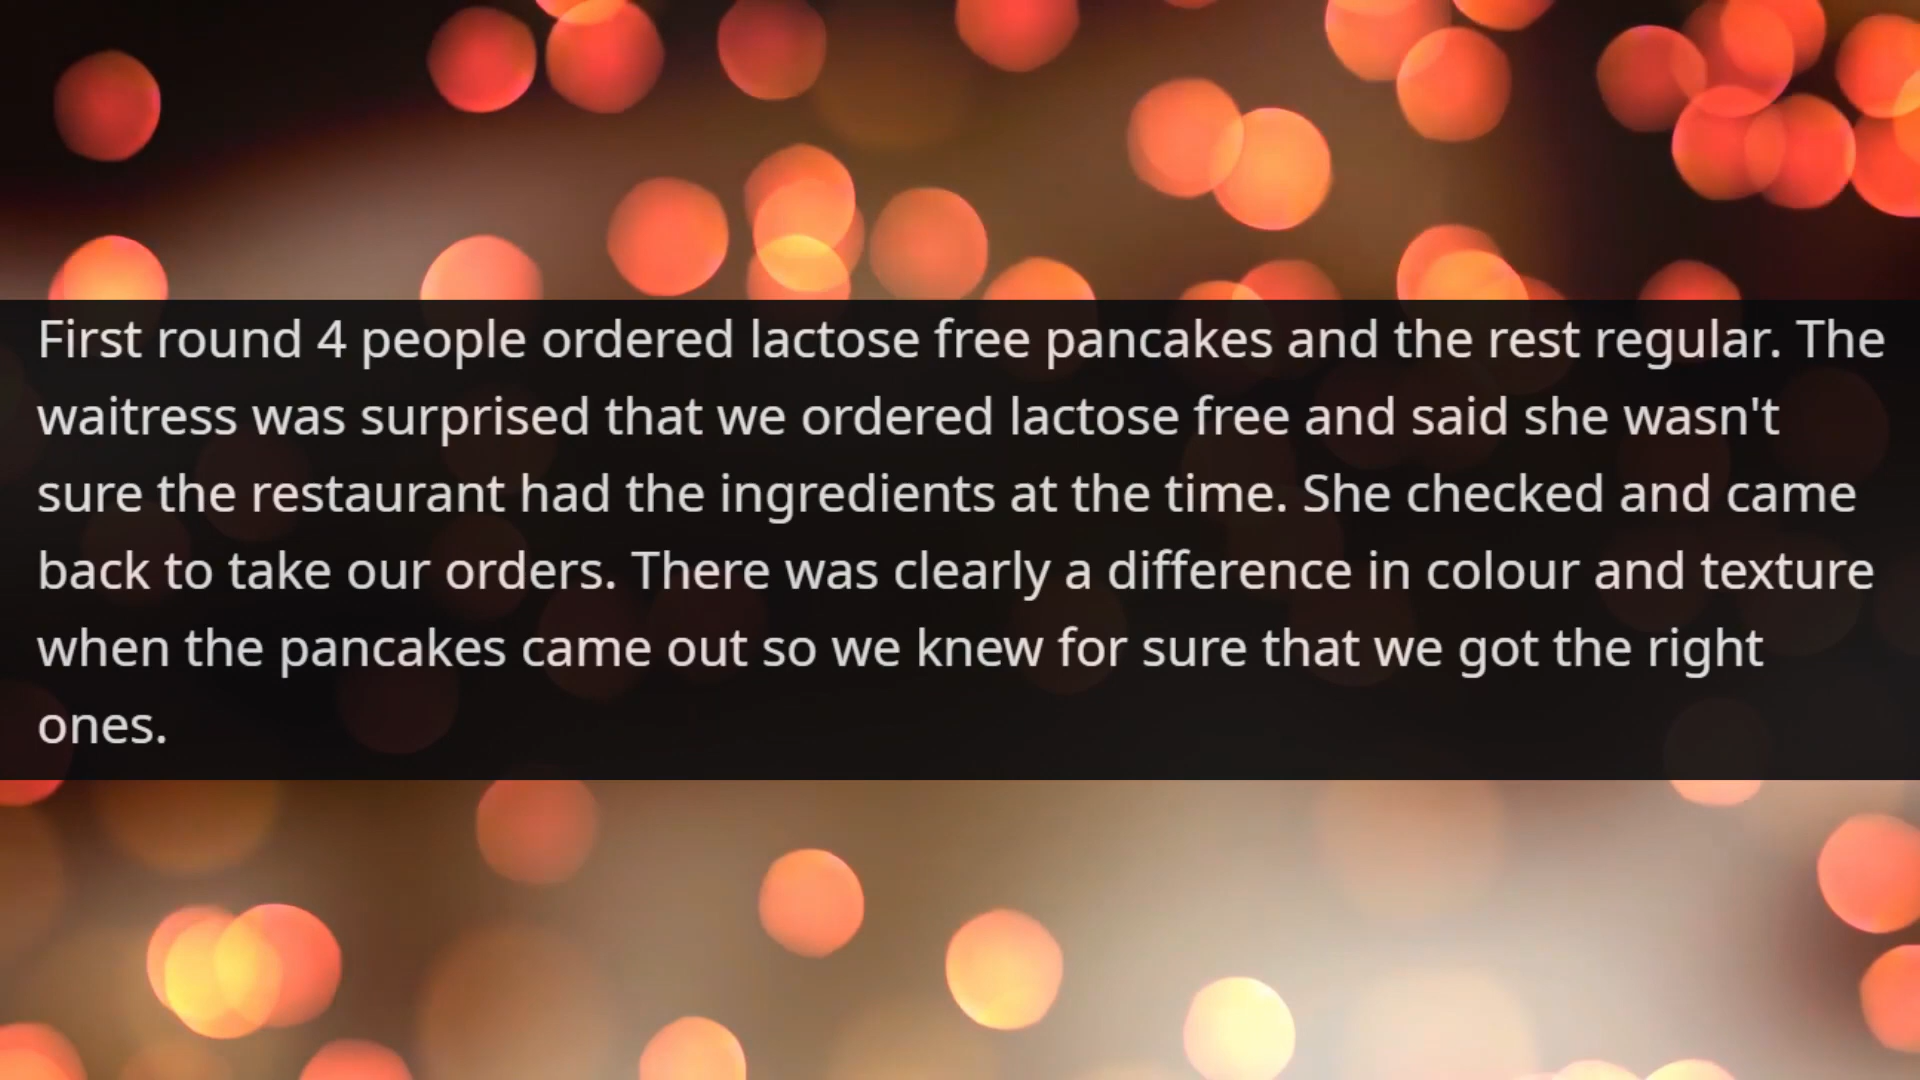 First round 4 people ordered lactose free pancakes and the rest regular. The
waitress was surprised that we ordered lactose free and said she wasn't
sure the restaurant had the ingredients at the time. She checked and came
back to take our orders. There was clearly a difference in colour and texture
when the pancakes came out so we knew for sure that we got the right
ones.